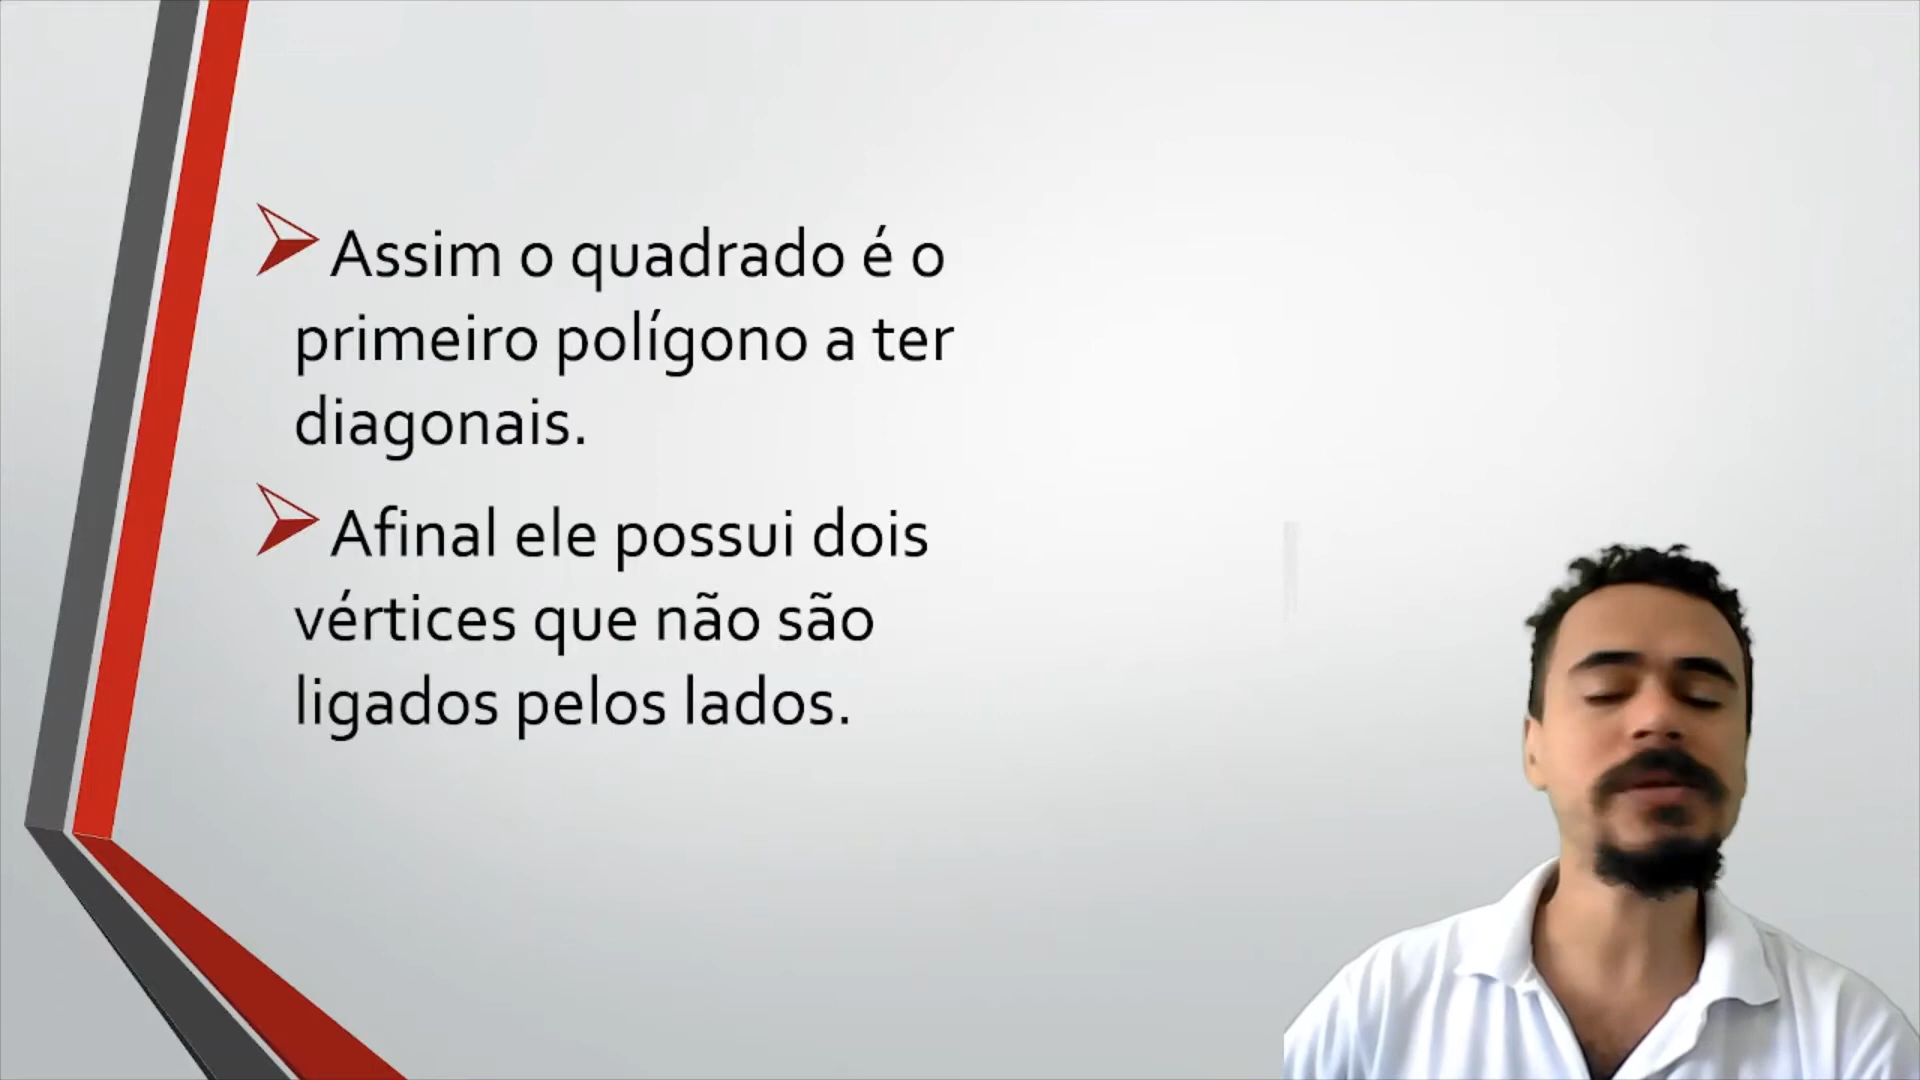 Assim o quadrado é o
primeiro polígono a ter
diagonais.
Afinal ele possui dois
vértices que não são
ligados pelos lados.